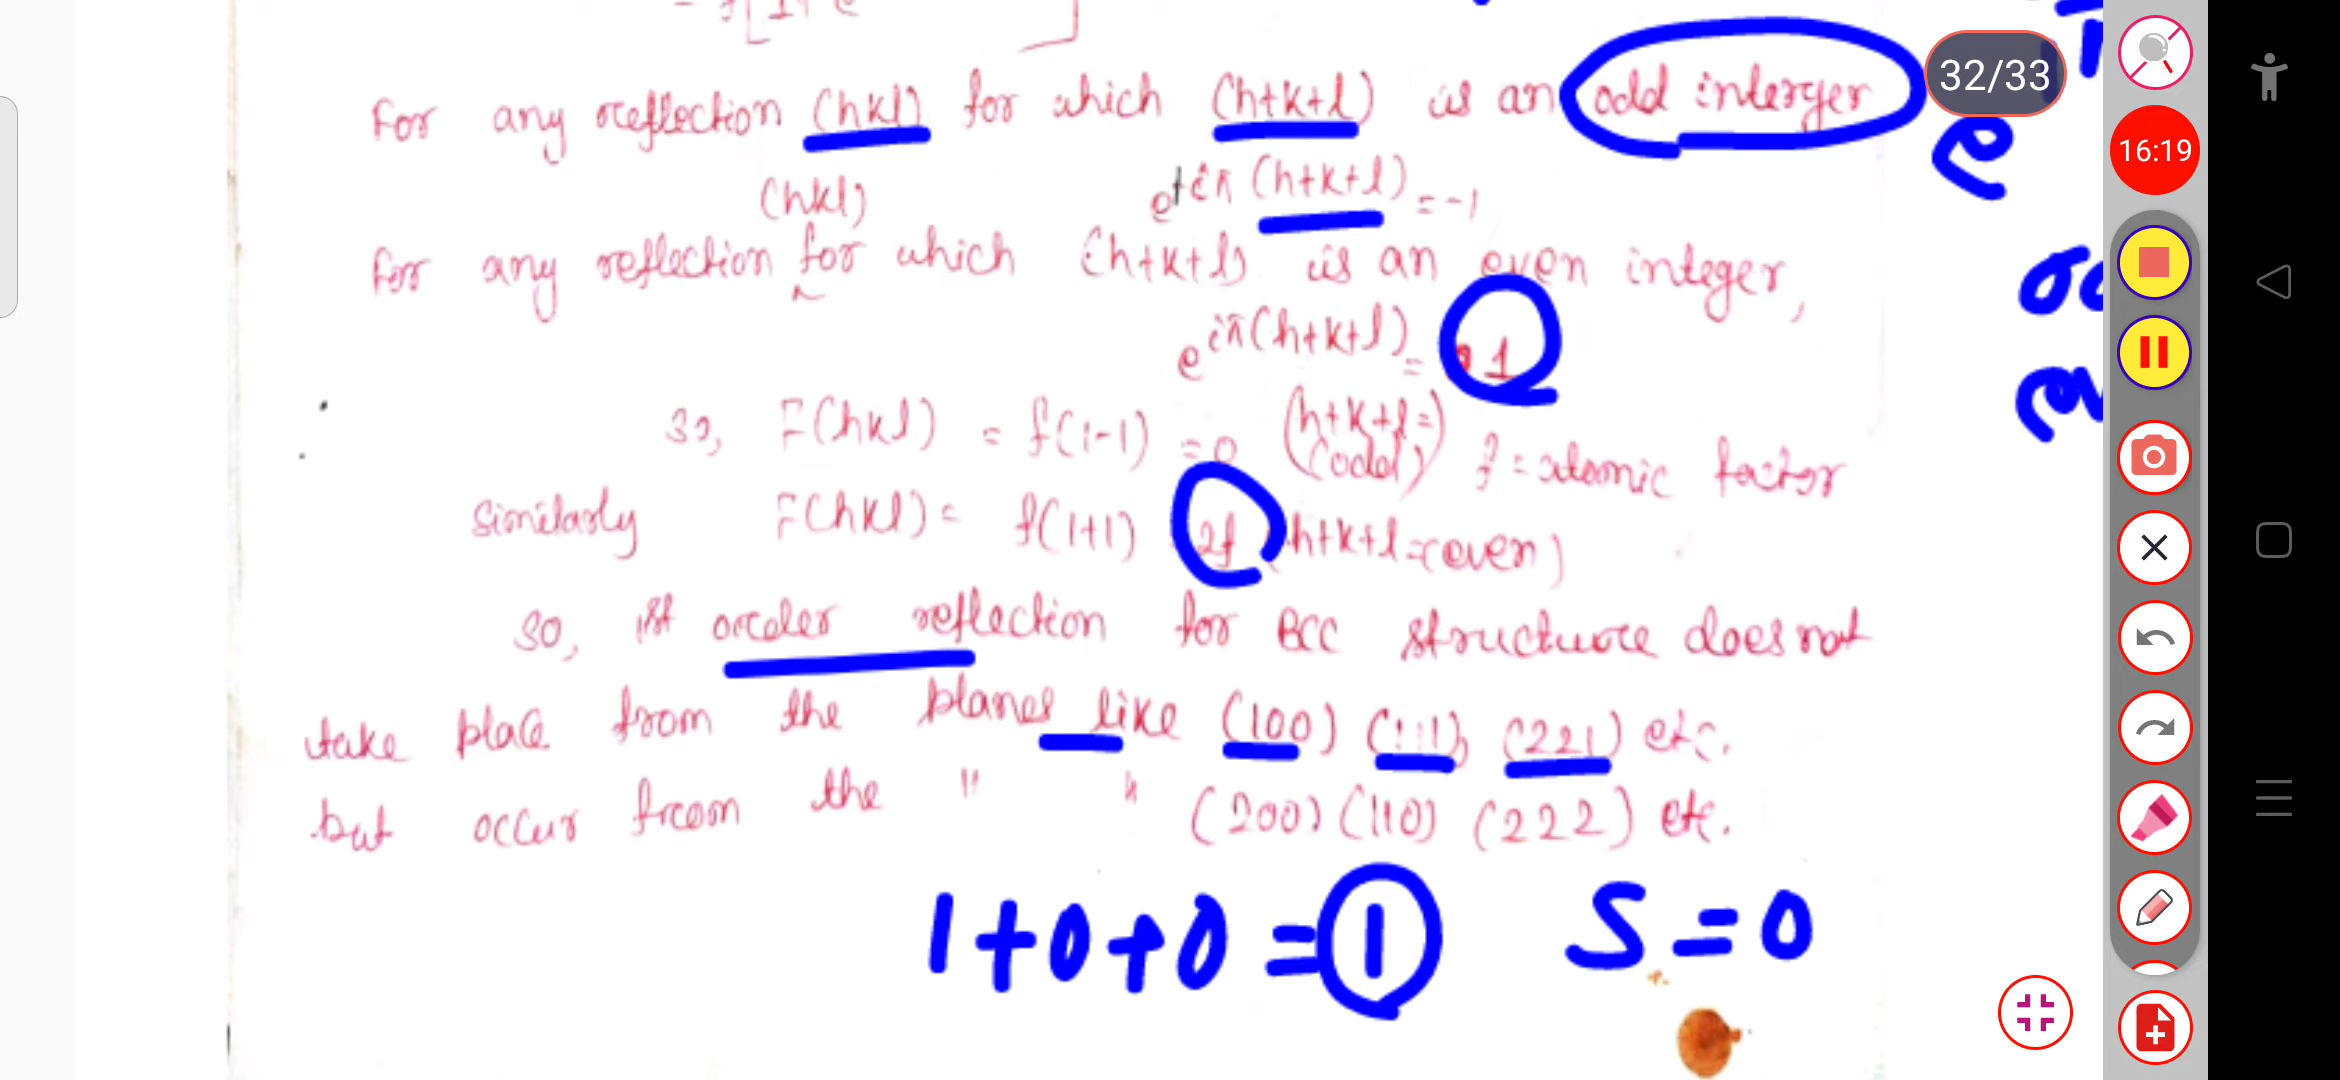 For any reflection (hkl) for which (h+k+l) is an odd interger
e^{+iπ(h+k+l)} = -1
For any reflection (hkl) for which (h+k+l) is an even integer,
e^{iπ(h+k+l)} = 1
So, F(hkl) = f(1-1) = 0 (h+k+l = (odd)) f = atomic factor
Similarly F(hkl) = f(1+1) 2f h+k+l = (even)
So, 1st order reflection for BCC structure does not
take place from the planes like (100) (111), (221) etc.
but occur from the " " (200) (110) (222) etc.
1+0+0 = 1 S = 0
32/33
16:19
e